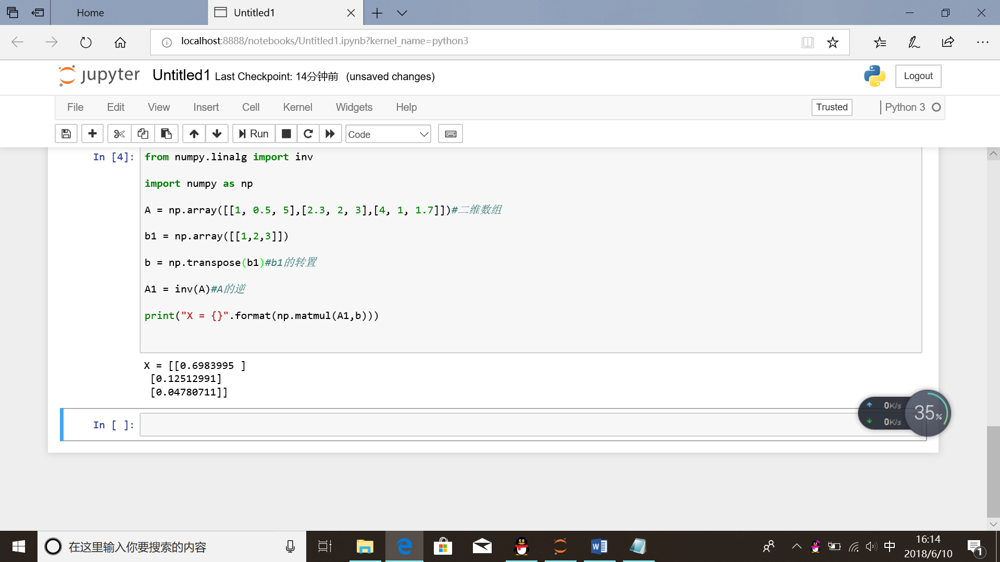 Home
Untitled1
localhost:8888/notebooks/Untitled1.ipynb?kernel_name=python3
jupyter Untitled1 Last Checkpoint: 14分钟前 (unsaved changes)
Logout
File Edit View Insert Cell Kernel Widgets Help
Trusted
Python 3
Run
Code
In [4]: from numpy.linalg import inv
import numpy as np
A = np.array([[1, 0.5, 5],[2.3, 2, 3],[4, 1, 1.7]])#二维数组
b1 = np.array([[1,2,3]])
b = np.transpose(b1)#b1的转置
A1 = inv(A)#A的逆
print("X = {}".format(np.matmul(A1,b)))
X = [[0.6983995 ]
[0.12512991]
[0.04780711]]
In [ ]:
0K/s
0K/s
35%
在这里输入你要搜索的内容
中
16:14
2018/6/10
1